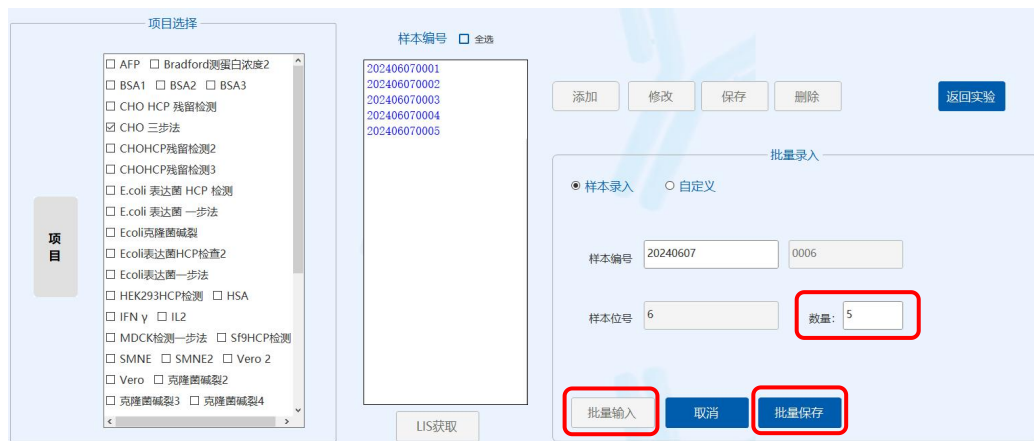 项目选择
项目
AFP Bradford测蛋白浓度2
BSA1 BSA2 BSA3
CHO HCP 残留检测
CHO 三步法
CHOHCP残留检测2
CHOHCP残留检测3
E.coli 表达菌 HCP 检测
E.coli 表达菌 一步法
Ecoli克隆菌碱裂
Ecoli表达菌HCP检查2
Ecoli表达菌一步法
HEK293HCP检测 HSA
IFN γ IL2
MDCK检测一步法 Sf9HCP检测
SMNE SMNE2 Vero 2
Vero 克隆菌碱裂2
克隆菌碱裂3 克隆菌碱裂4
样本编号 全选
202406070001
202406070002
202406070003
202406070004
202406070005
LIS获取
添加 修改 保存 删除 返回实验
批量录入
样本录入 自定义
样本编号 20240607 0006
样本位号 6 数量: 5
批量输入 取消 批量保存